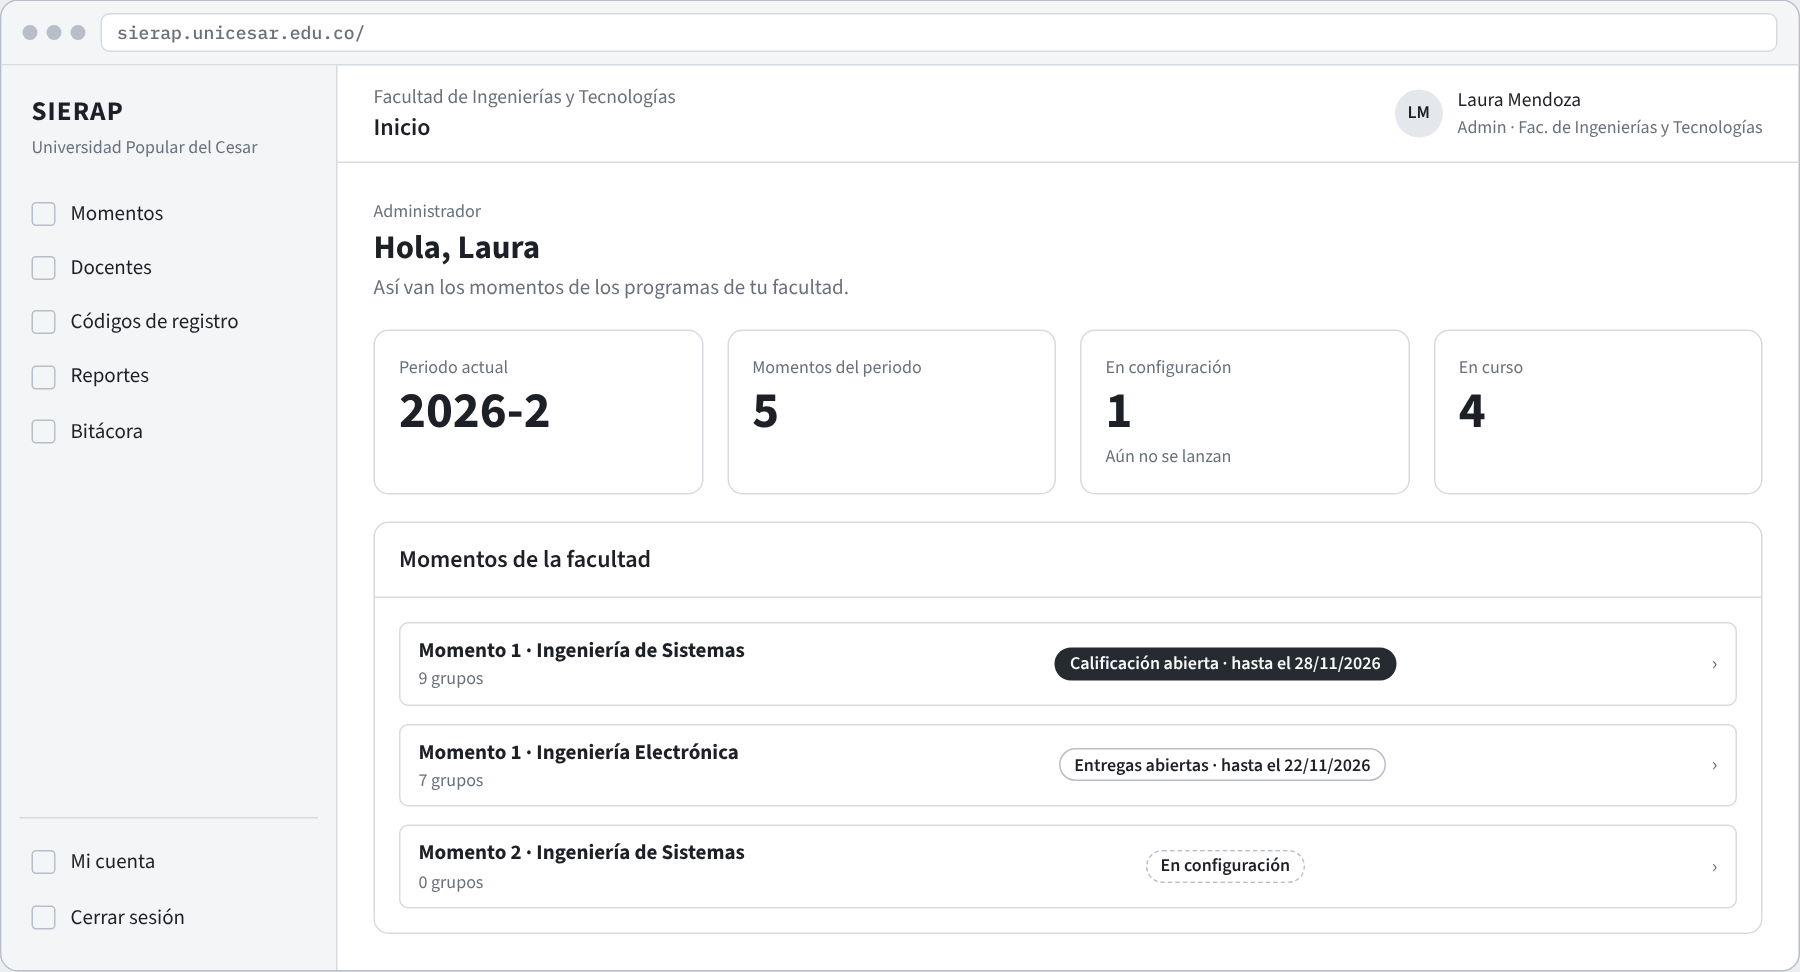 sierap.unicesar.edu.co/
SIERAP
Universidad Popular del Cesar
Momentos
Docentes
Códigos de registro
Reportes
Bitácora
Mi cuenta
Cerrar sesión
Facultad de Ingenierías y Tecnologías
Inicio
LM
Laura Mendoza
Admin · Fac. de Ingenierías y Tecnologías
Administrador
Hola, Laura
Así van los momentos de los programas de tu facultad.
Periodo actual
2026-2
Momentos del periodo
5
En configuración
1
Aún no se lanzan
En curso
4
Momentos de la facultad
Momento 1 · Ingeniería de Sistemas
9 grupos
Calificación abierta · hasta el 28/11/2026
Momento 1 · Ingeniería Electrónica
7 grupos
Entregas abiertas · hasta el 22/11/2026
Momento 2 · Ingeniería de Sistemas
0 grupos
En configuración